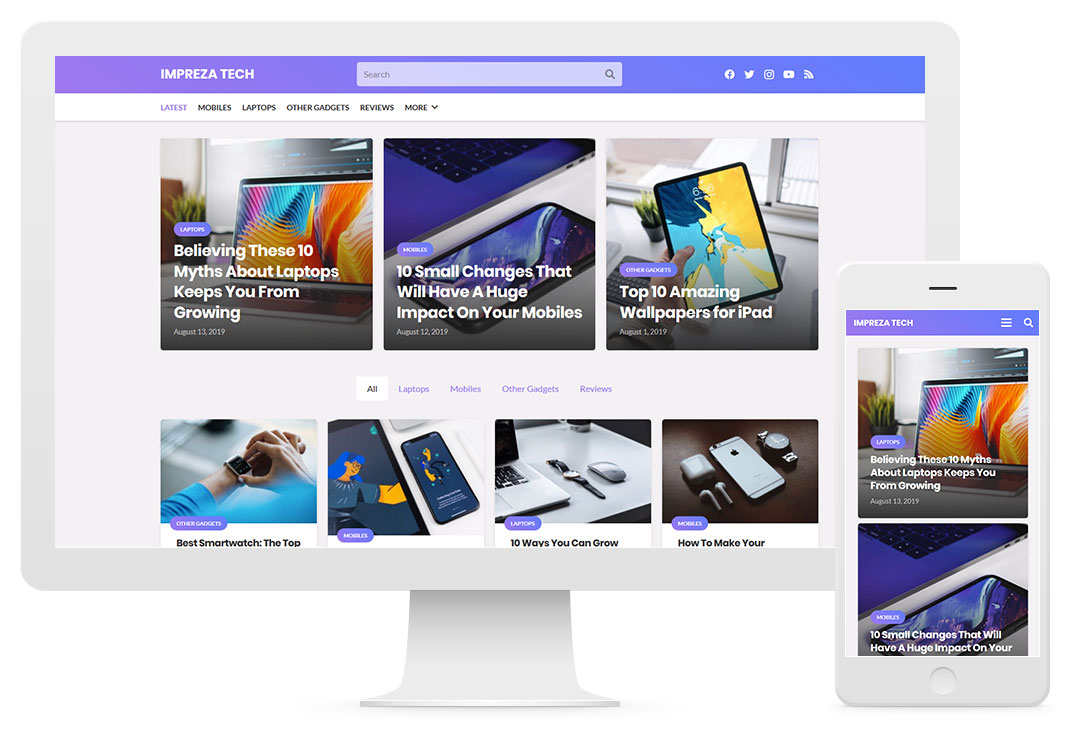 IMPREZA TECH
Search
LATEST MOBILES LAPTOPS OTHER GADGETS REVIEWS MORE
LAPTOPS
Believing These 10
Myths About Laptops
Keeps You From
Growing
August 13, 2019
MOBILES
10 Small Changes That
Will Have A Huge
Impact On Your Mobiles
August 12, 2019
OTHER GADGETS
Top 10 Amazing
Wallpapers for iPad
August 1, 2019
All Laptops Mobiles Other Gadgets Reviews
OTHER GADGETS
Best Smartwatch: The Top
MOBILES
LAPTOPS
10 Ways You Can Grow
MOBILES
How To Make Your
IMPREZA TECH
LAPTOPS
Believing These 10 Myths
About Laptops Keeps You
From Growing
August 13, 2019
MOBILES
10 Small Changes That Will
Have A Huge Impact On Your